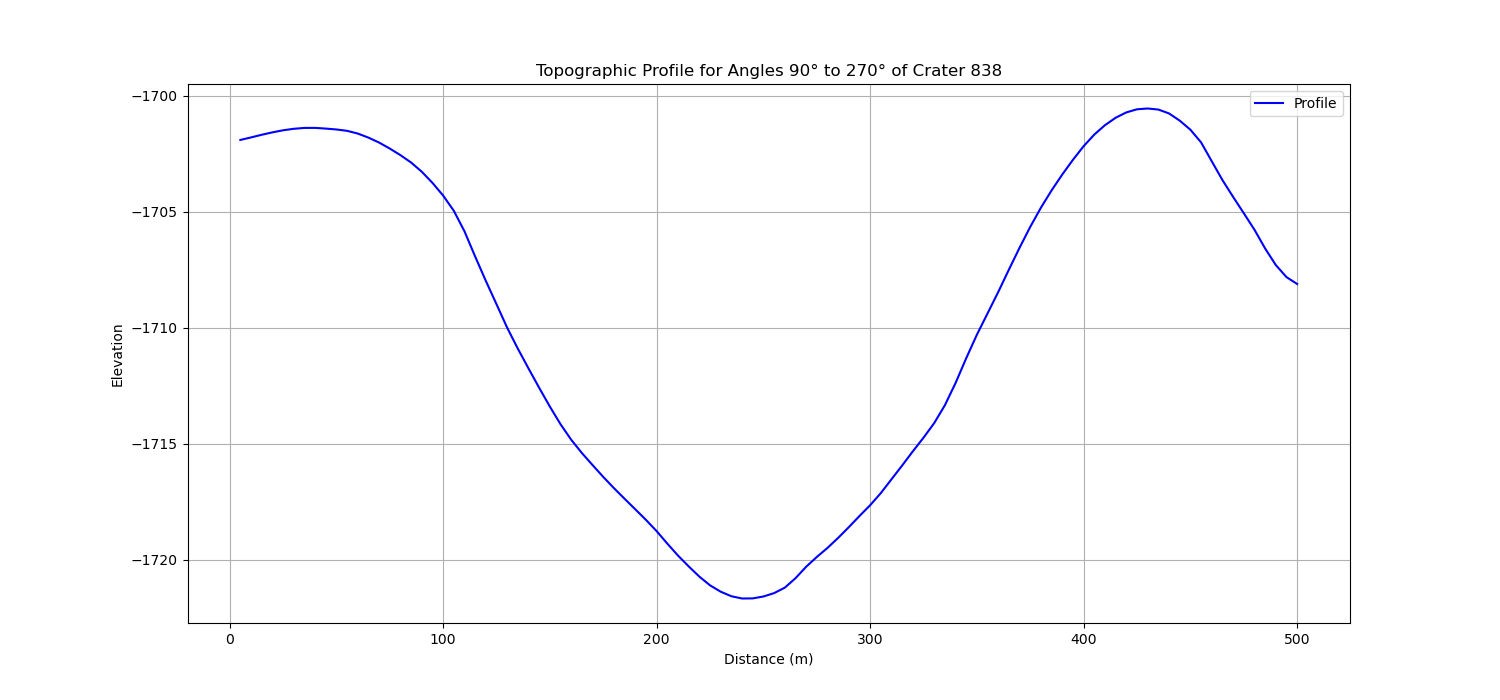 Topographic Profile for Angles 90° to 270° of Crater 838
Profile
−1700
−1705
−1710
−1715
−1720
Elevation
0
100
200
300
400
500
Distance (m)